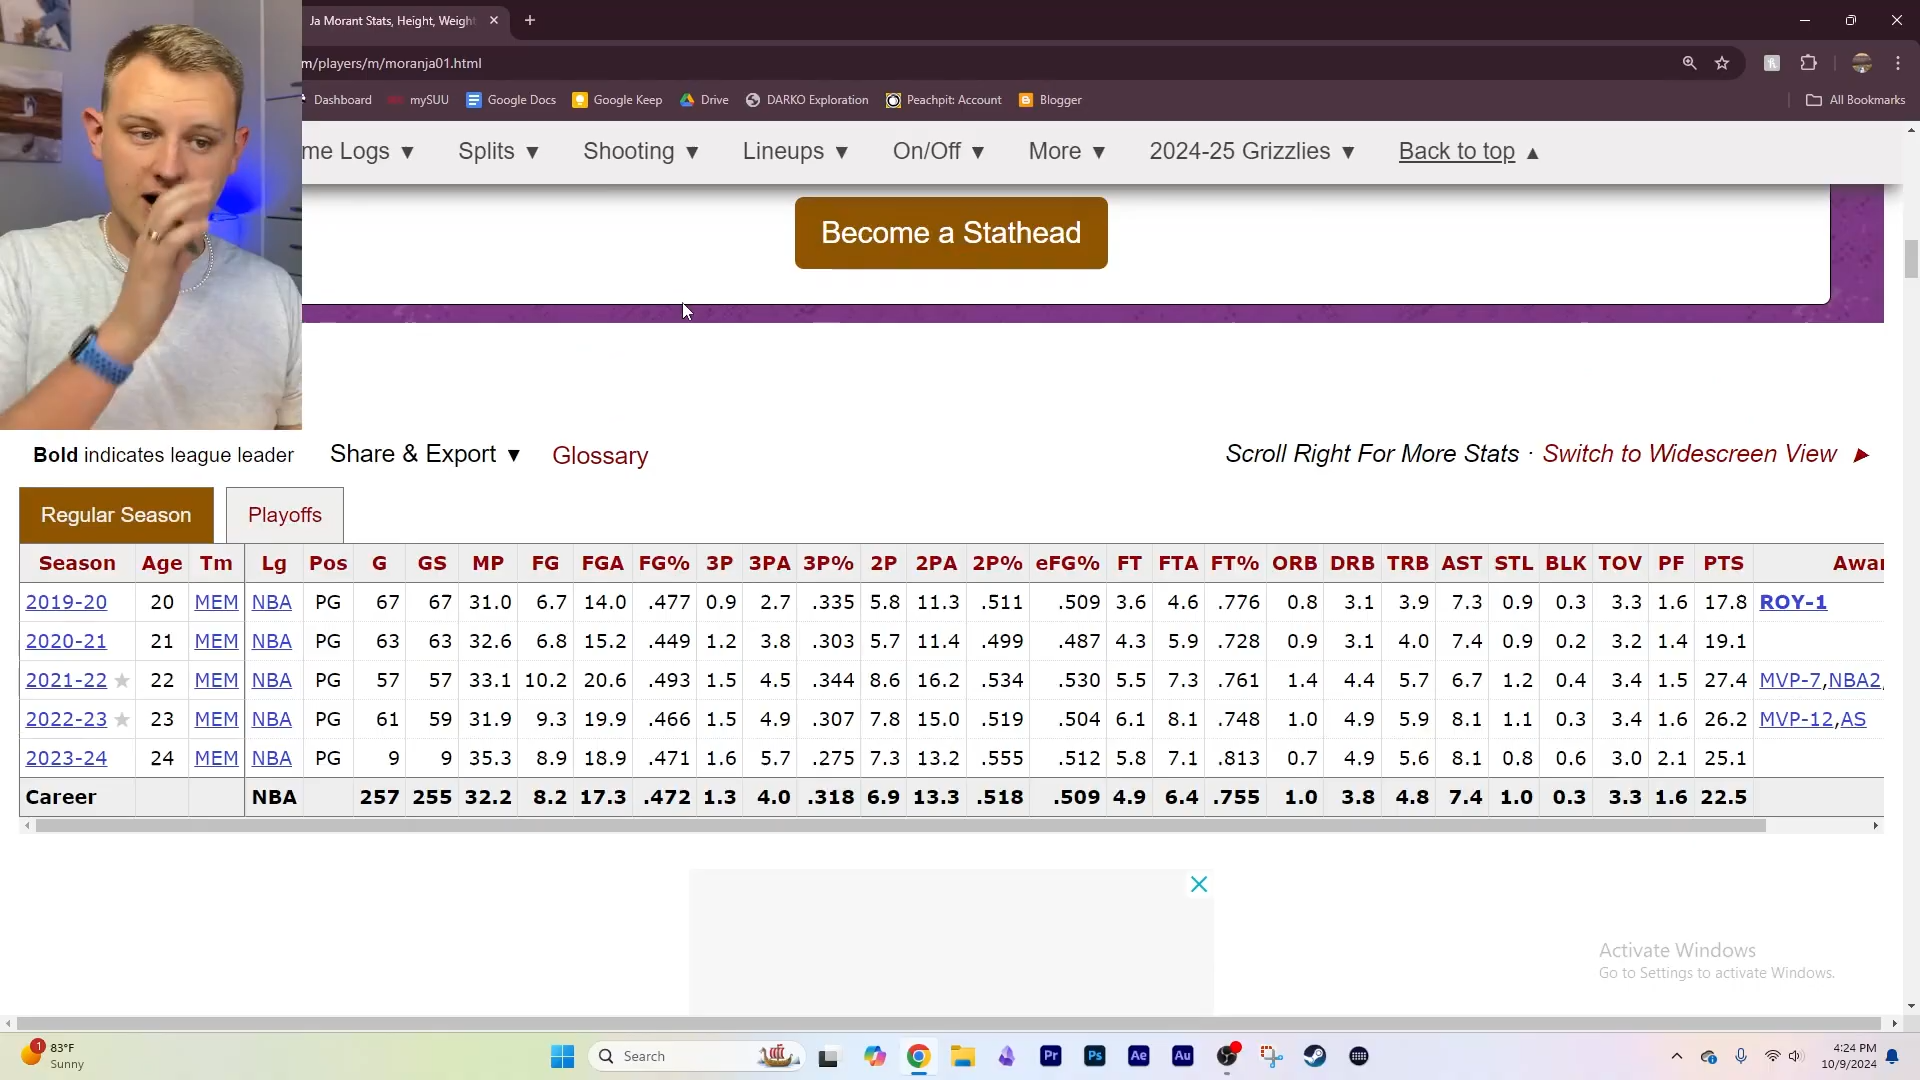 Ja Morant Stats, Height, Weight
m/players/m/moranja01.html
Dashboard mySUU Google Docs Google Keep Drive DARKO Exploration Peachpit: Account Blogger All Bookmarks
me Logs ▼ Splits ▼ Shooting ▼ Lineups ▼ On/Off ▼ More ▼ 2024-25 Grizzlies ▼ Back to top ▲
Become a Stathead
Bold indicates league leader Share & Export ▼ Glossary Scroll Right For More Stats · Switch to Widescreen View ►
Regular Season Playoffs
Season Age Tm Lg Pos G GS MP FG FGA FG% 3P 3PA 3P% 2P 2PA 2P% eFG% FT FTA FT% ORB DRB TRB AST STL BLK TOV PF PTS Awar
2019-20 20 MEM NBA PG 67 67 31.0 6.7 14.0 .477 0.9 2.7 .335 5.8 11.3 .511 .509 3.6 4.6 .776 0.8 3.1 3.9 7.3 0.9 0.3 3.3 1.6 17.8 ROY-1
2020-21 21 MEM NBA PG 63 63 32.6 6.8 15.2 .449 1.2 3.8 .303 5.7 11.4 .499 .487 4.3 5.9 .728 0.9 3.1 4.0 7.4 0.9 0.2 3.2 1.4 19.1
2021-22 ★ 22 MEM NBA PG 57 57 33.1 10.2 20.6 .493 1.5 4.5 .344 8.6 16.2 .534 .530 5.5 7.3 .761 1.4 4.4 5.7 6.7 1.2 0.4 3.4 1.5 27.4 MVP-7,NBA2,
2022-23 ★ 23 MEM NBA PG 61 59 31.9 9.3 19.9 .466 1.5 4.9 .307 7.8 15.0 .519 .504 6.1 8.1 .748 1.0 4.9 5.9 8.1 1.1 0.3 3.4 1.6 26.2 MVP-12,AS
2023-24 24 MEM NBA PG 9 9 35.3 8.9 18.9 .471 1.6 5.7 .275 7.3 13.2 .555 .512 5.8 7.1 .813 0.7 4.9 5.6 8.1 0.8 0.6 3.0 2.1 25.1
Career NBA 257 255 32.2 8.2 17.3 .472 1.3 4.0 .318 6.9 13.3 .518 .509 4.9 6.4 .755 1.0 3.8 4.8 7.4 1.0 0.3 3.3 1.6 22.5
Activate Windows
Go to Settings to activate Windows.
1 83°F
Sunny
Search
Pr Ps Ae Au
4:24 PM
10/9/2024